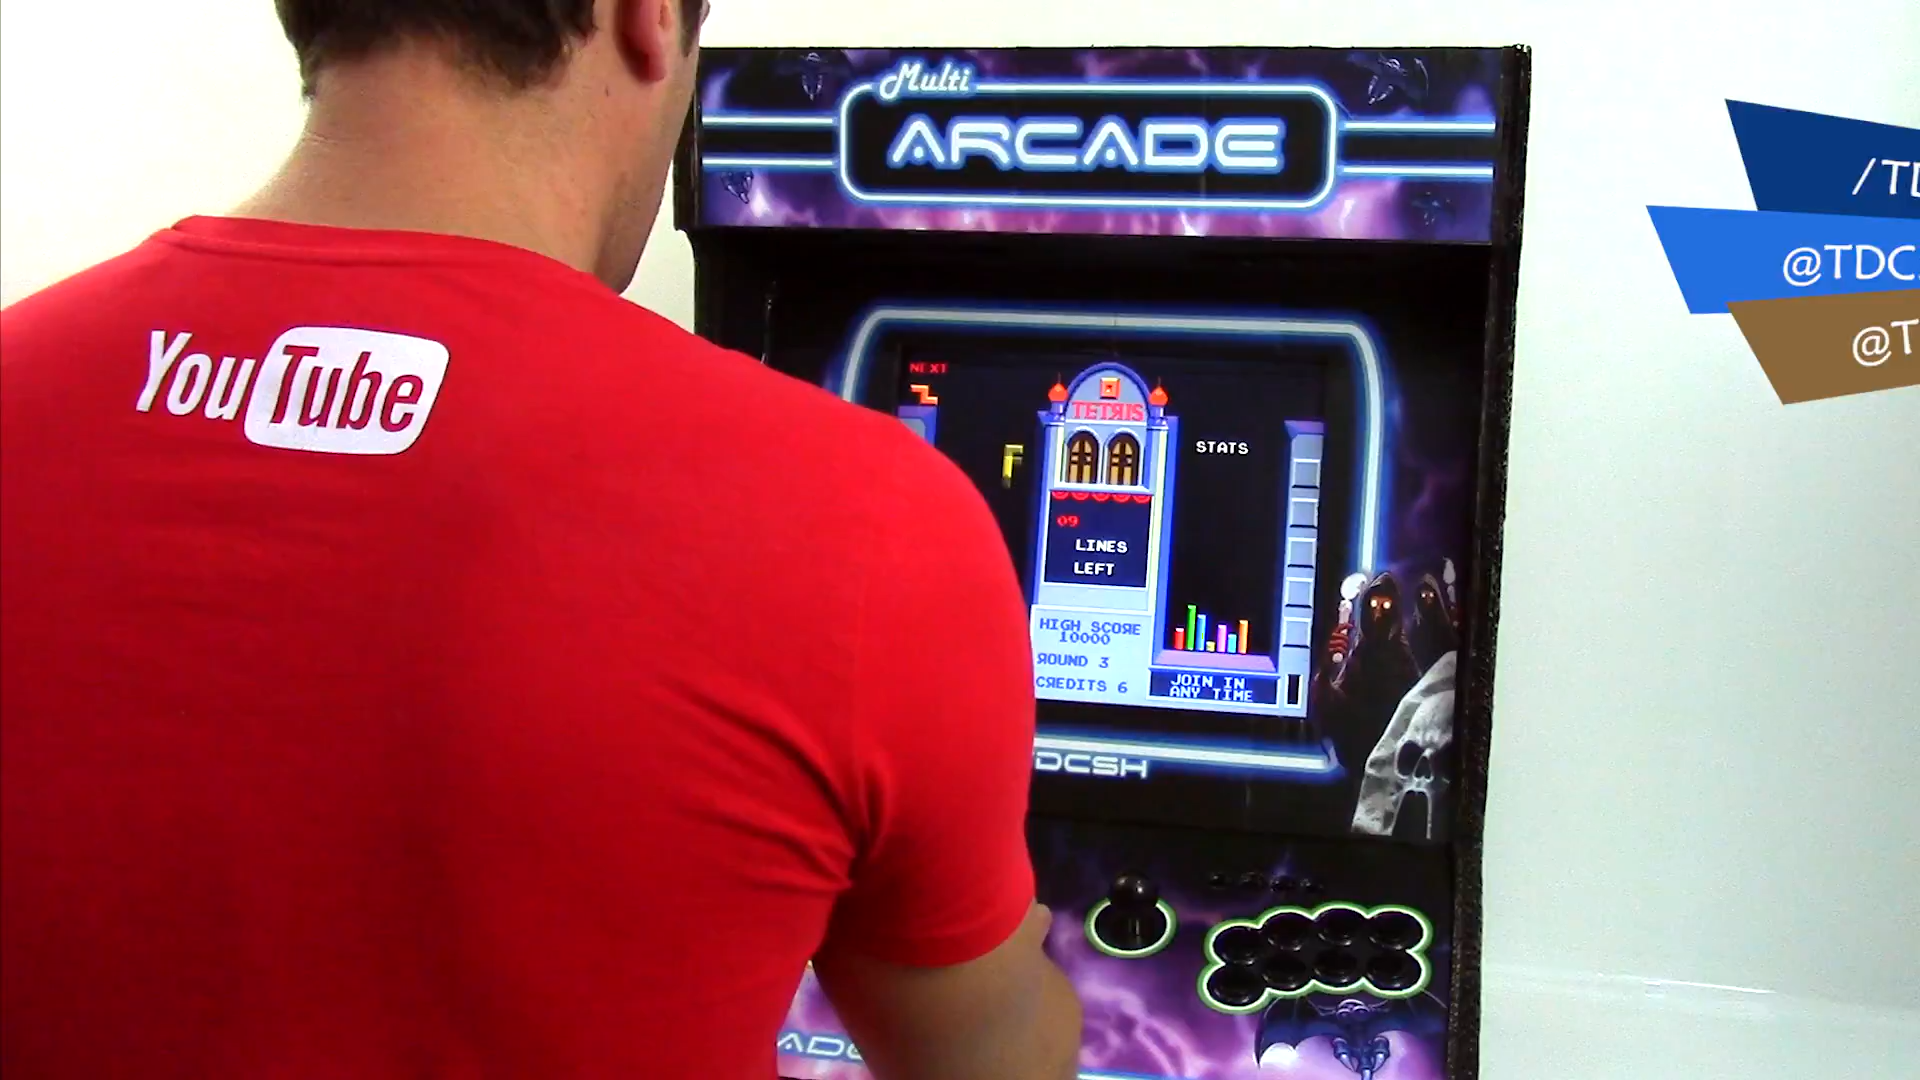 Multi
ARCADE
YouTube
NEXT
TETRIS
STATS
09
LINES
LEFT
HIGH SCORE
10000
ROUND 3
CREDITS 6
JOIN IN
ANY TIME
DCSH
@TDC